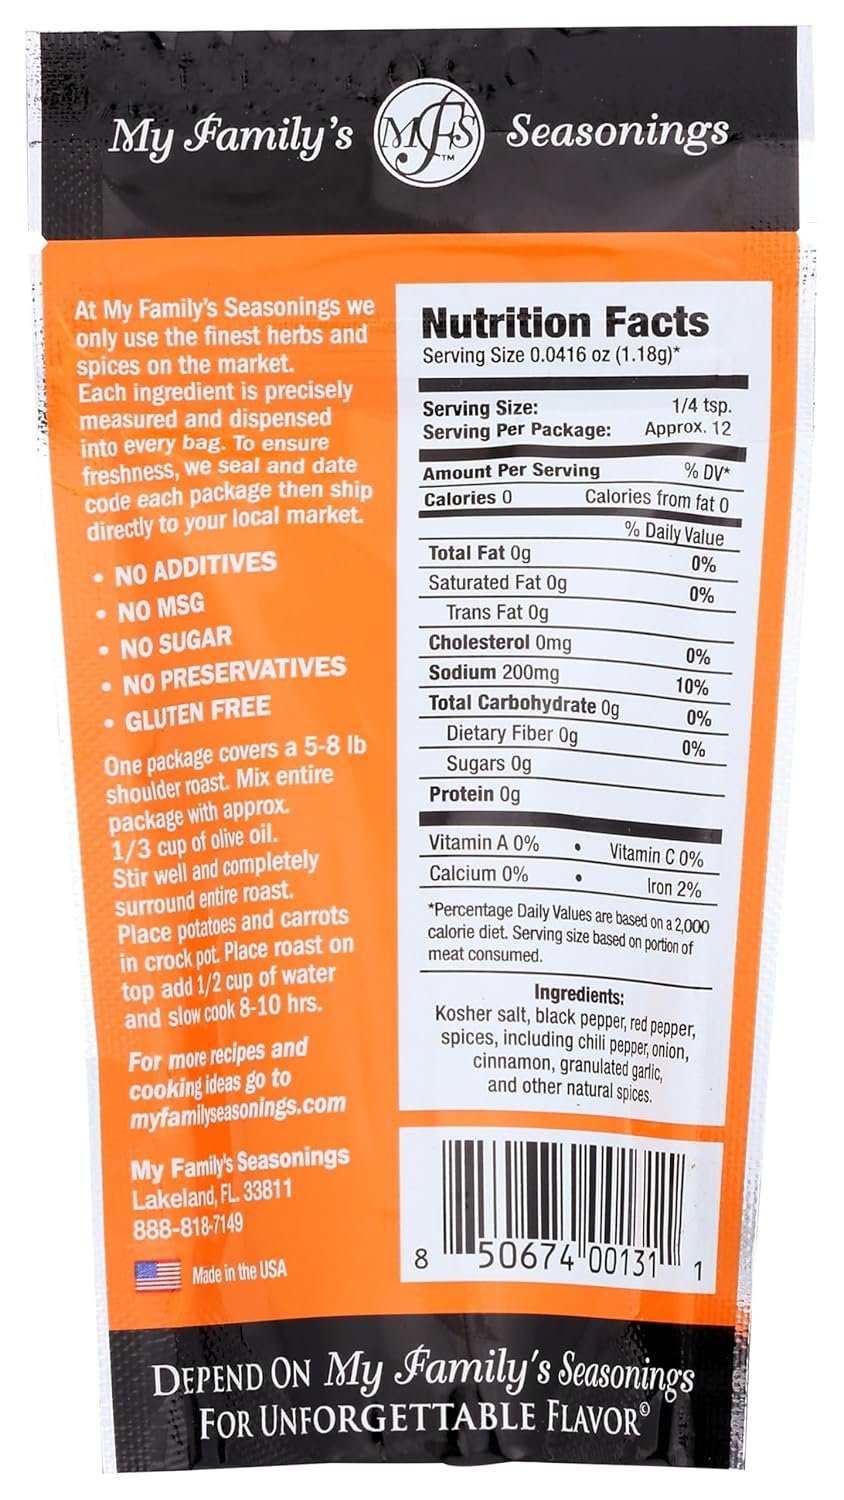 My Family's MFS™ Seasonings
At My Family's Seasonings we
only use the finest herbs and
spices on the market.
Each ingredient is precisely
measured and dispensed
into every bag. To ensure
freshness, we seal and date
code each package then ship
directly to your local market.
• NO ADDITIVES
• NO MSG
• NO SUGAR
• NO PRESERVATIVES
• GLUTEN FREE
One package covers a 5-8 lb
shoulder roast. Mix entire
package with approx.
1/3 cup of olive oil.
Stir well and completely
surround entire roast.
Place potatoes and carrots
in crock pot. Place roast on
top add 1/2 cup of water
and slow cook 8-10 hrs.
For more recipes and
cooking ideas go to
myfamilyseasonings.com
My Family's Seasonings
Lakeland, FL. 33811
888-818-7149
Made in the USA
Nutrition Facts
Serving Size 0.0416 oz (1.18g)*
Serving Size: 1/4 tsp.
Serving Per Package: Approx. 12
Amount Per Serving % DV*
Calories 0 Calories from fat 0
% Daily Value
Total Fat 0g 0%
Saturated Fat 0g 0%
Trans Fat 0g
Cholesterol 0mg 0%
Sodium 200mg 10%
Total Carbohydrate 0g 0%
Dietary Fiber 0g 0%
Sugars 0g
Protein 0g
Vitamin A 0% • Vitamin C 0%
Calcium 0% • Iron 2%
*Percentage Daily Values are based on a 2,000
calorie diet. Serving size based on portion of
meat consumed.
Ingredients:
Kosher salt, black pepper, red pepper,
spices, including chili pepper, onion,
cinnamon, granulated garlic,
and other natural spices.
8 50674 00131 1
DEPEND ON My Family's Seasonings
FOR UNFORGETTABLE FLAVOR©